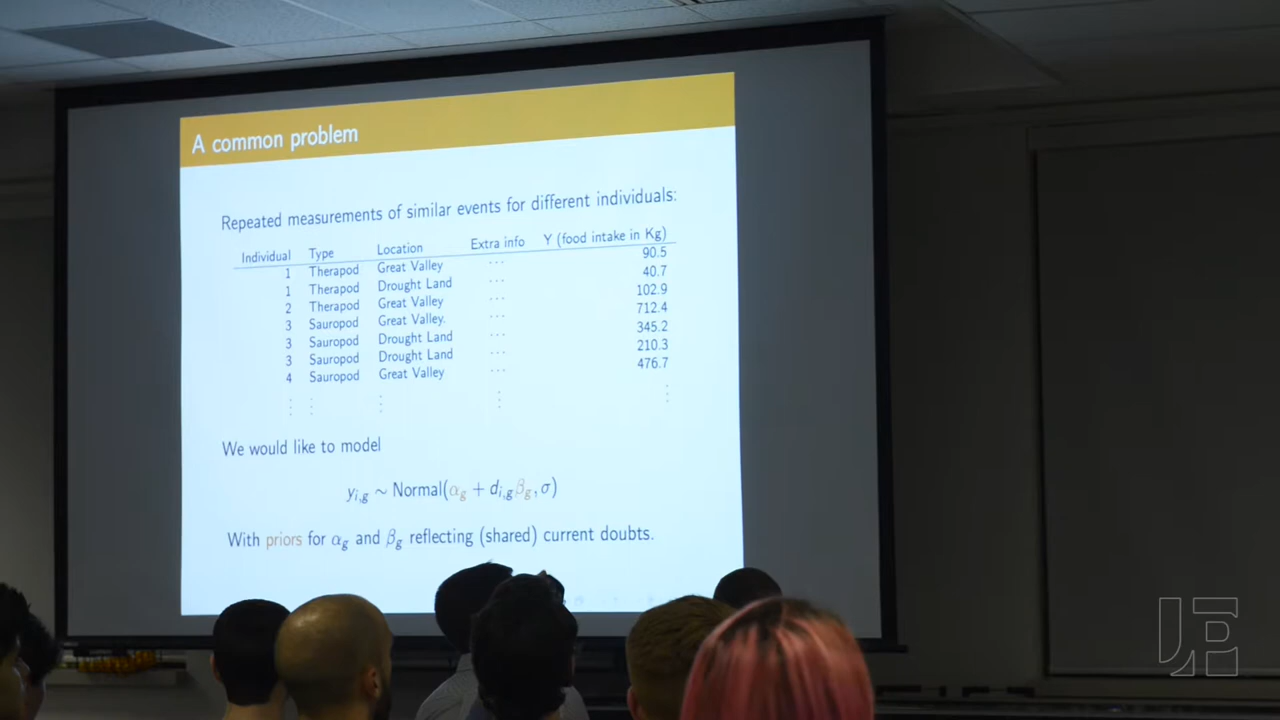 A common problem
Repeated measurements of similar events for different individuals:
Individual Type Location Extra info Y (food intake in Kg)
1 Therapod Great Valley ... 90.5
1 Therapod Drought Land ... 40.7
2 Therapod Great Valley ... 102.9
3 Sauropod Great Valley. ... 712.4
3 Sauropod Drought Land ... 345.2
3 Sauropod Drought Land ... 210.3
4 Sauropod Great Valley ... 476.7
⋮ ⋮ ⋮ ⋮ ⋮
We would like to model
y_{i,g} ~ Normal(α_g + d_{i,g}β_g, σ)
With priors for α_g and β_g reflecting (shared) current doubts.